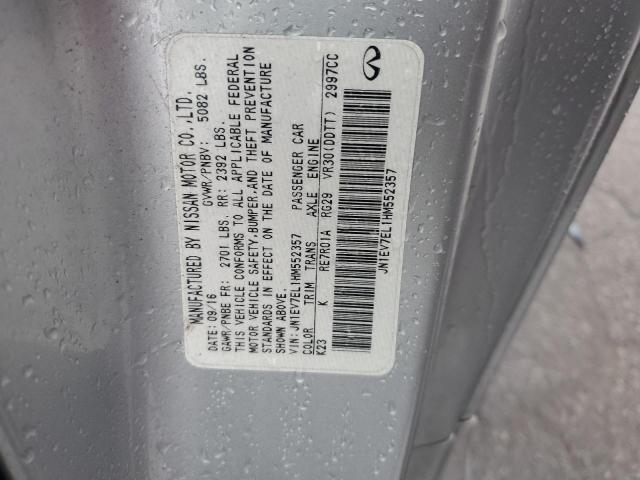 MANUFACTURED BY NISSAN MOTOR CO.,LTD.
DATE: 09/16 GVWR/PNBV: 5082 LBS.
GAWR/PNBE FR: 2701 LBS. RR: 2392 LBS.
THIS VEHICLE CONFORMS TO ALL APPLICABLE FEDERAL
MOTOR VEHICLE SAFETY,BUMPER,AND THEFT PREVENTION
STANDARDS IN EFFECT ON THE DATE OF MANUFACTURE
SHOWN ABOVE.
VIN: JN1EV7EL1HM552357 PASSENGER CAR
COLOR TRIM TRANS AXLE ENGINE
K23 K RE7R01A RG29 VR30(DDTT) 2997CC
JN1EV7EL1HM552357